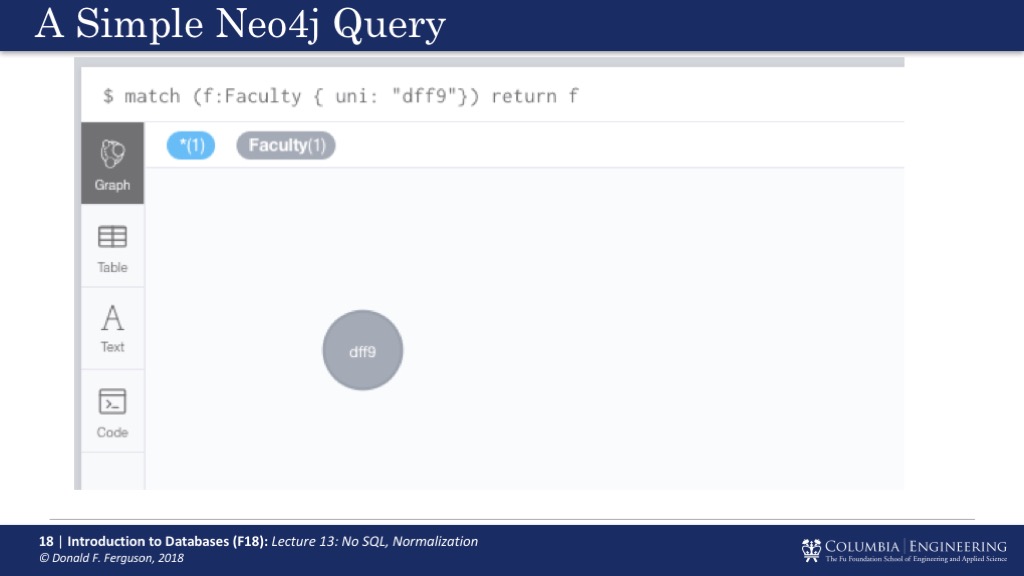 A Simple Neo4j Query
$ match (f:Faculty { uni: "dff9"}) return f
*(1) Faculty(1)
Graph
Table
A
Text
dff9
>_
Code
18 | Introduction to Databases (F18): Lecture 13: No SQL, Normalization
© Donald F. Ferguson, 2018
COLUMBIA | ENGINEERING
The Fu Foundation School of Engineering and Applied Science